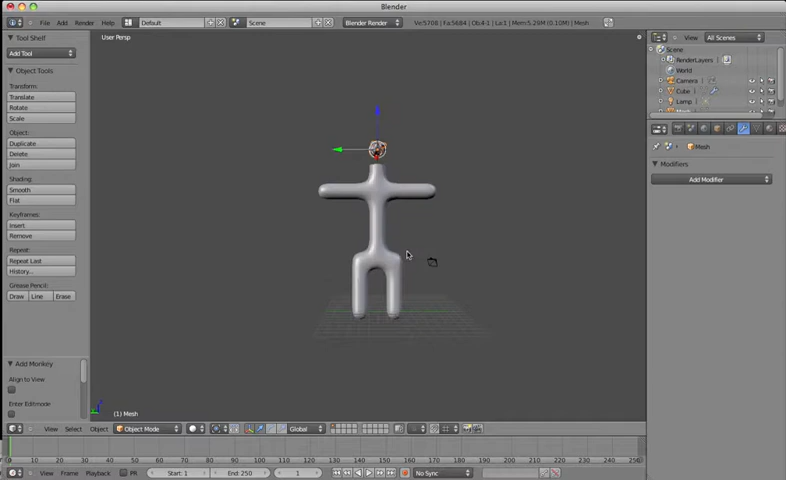 Blender
File Add Render Help Default Scene Blender Render Ve:5708 | Fa:5684 | Ob:4-1 | La:1 | Mem:5.29M (0.10M) | Mesh
Tool Shelf
Add Tool
Object Tools
Transform:
Translate
Rotate
Scale
Object:
Duplicate
Delete
Join
Shading:
Smooth
Flat
Keyframes:
Insert
Remove
Repeat:
Repeat Last
History...
Grease Pencil:
Draw Line Erase
Add Monkey
Align to View
Enter Editmode
User Persp
(1) Mesh
View Select Object Object Mode Global
View All Scenes
Scene
RenderLayers
World
Camera
Cube
Lamp
Mesh
Modifiers
Add Modifier
0 10 20 30 40 50 60 70 80 90 100 110 120 130 140 150 160 170 180 190 200 210 220 230 240 250
View Frame Playback PR Start: 1 End: 250 1 No Sync